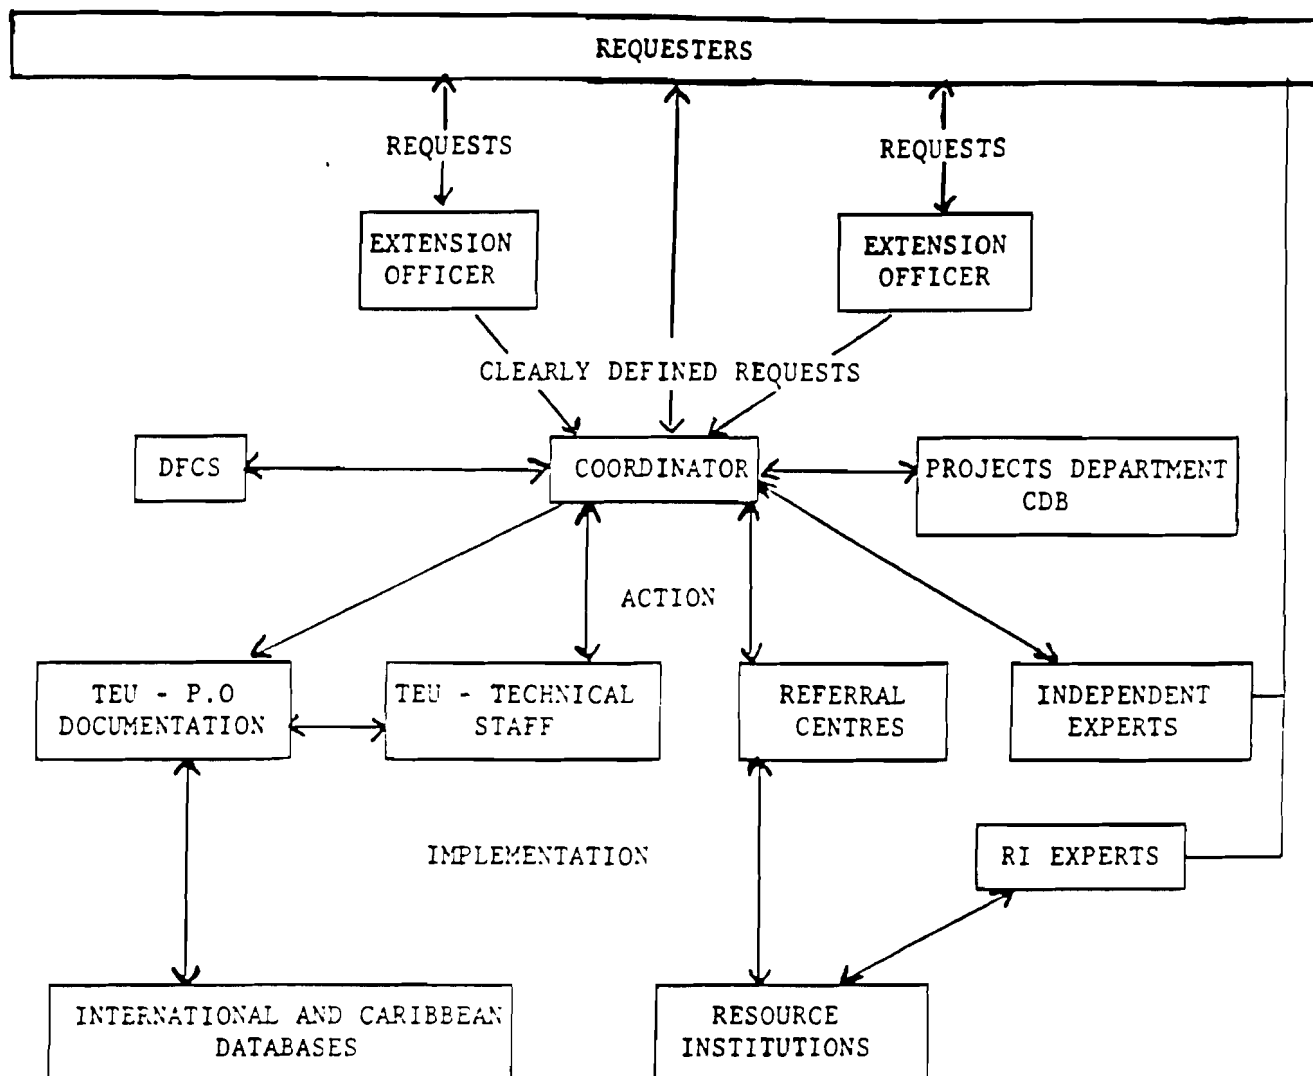 REQUESTERS
REQUESTS
REQUESTS
EXTENSION
OFFICER
EXTENSION
OFFICER
CLEARLY DEFINED REQUESTS
DFCS
COORDINATOR
PROJECTS DEPARTMENT
CDB
ACTION
TEU - P.O
DOCUMENTATION
TEU - TECHNICAL
STAFF
REFERRAL
CENTRES
INDEPENDENT
EXPERTS
IMPLEMENTATION
RI EXPERTS
INTERNATIONAL AND CARIBBEAN
DATABASES
RESOURCE
INSTITUTIONS